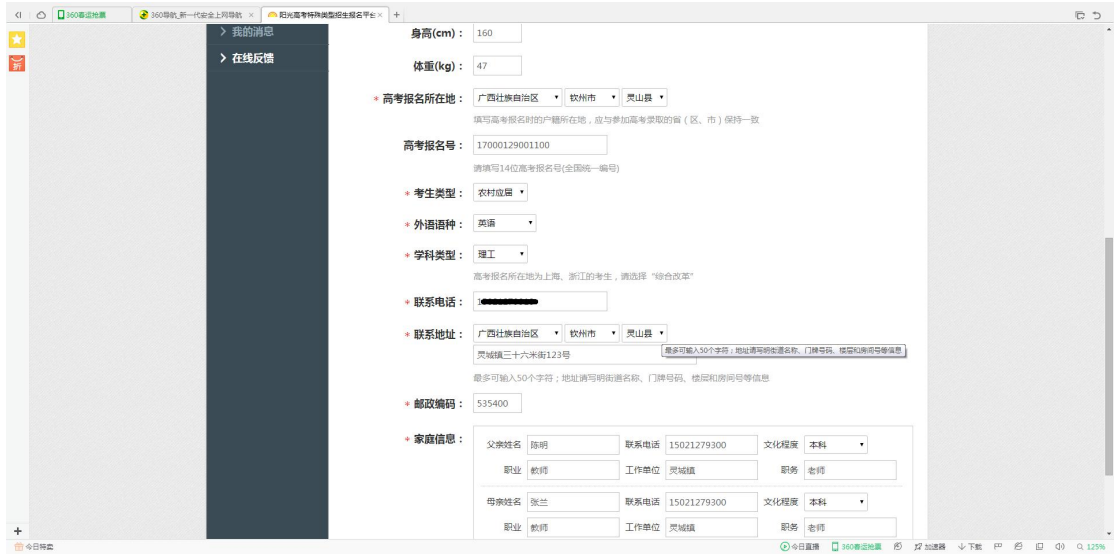 360春运抢票 360导航_新一代安全上网导航 × 阳光高考特殊类型招生报名平台 × +
> 我的消息
> 在线反馈
身高(cm)： 160
体重(kg)： 47
* 高考报名所在地： 广西壮族自治区 钦州市 灵山县
填写高考报名时的户籍所在地，应与参加高考录取的省（区、市）保持一致
高考报名号： 17000129001100
请填写14位高考报名号(全国统一编号)
* 考生类型： 农村应届
* 外语语种： 英语
* 学科类型： 理工
高考报名所在地为上海、浙江的考生，请选择“综合改革”
* 联系电话： 1
* 联系地址： 广西壮族自治区 钦州市 灵山县
最多可输入50个字符；地址请写明街道名称、门牌号码、楼层和房间号等信息
灵城镇三十六米街123号
最多可输入50个字符；地址请写明街道名称、门牌号码、楼层和房间号等信息
* 邮政编码： 535400
* 家庭信息：
父亲姓名 陈明 联系电话 15021279300 文化程度 本科
职业 教师 工作单位 灵城镇 职务 老师
母亲姓名 张兰 联系电话 15021279300 文化程度 本科
职业 教师 工作单位 灵城镇 职务 老师
+
今日特卖 今日直播 360春运抢票 加速器 下载 125%